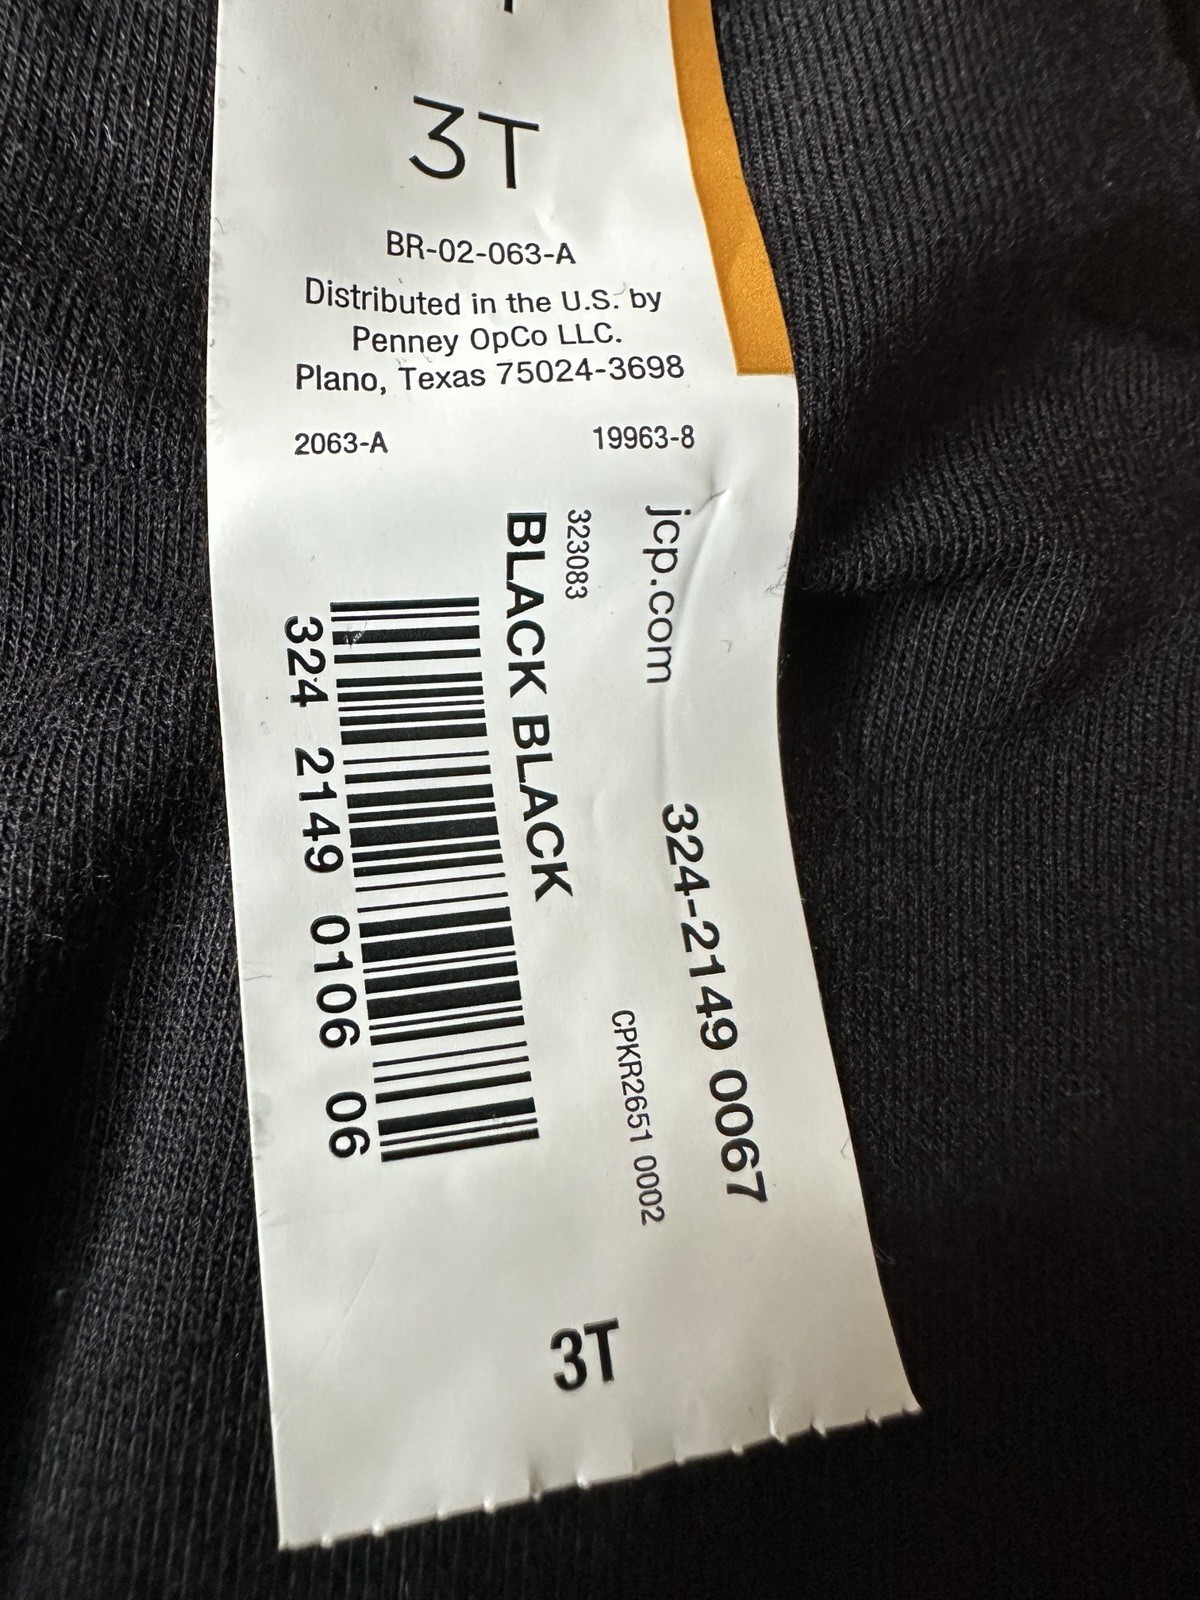 3T
BR-02-063-A
Distributed in the U.S. by
Penney OpCo LLC.
Plano, Texas 75024-3698
2063-A 19963-8
jcp.com 324-2149 0067
323083 CPKR2651 0002
BLACK BLACK
324 2149 0106 06
3T